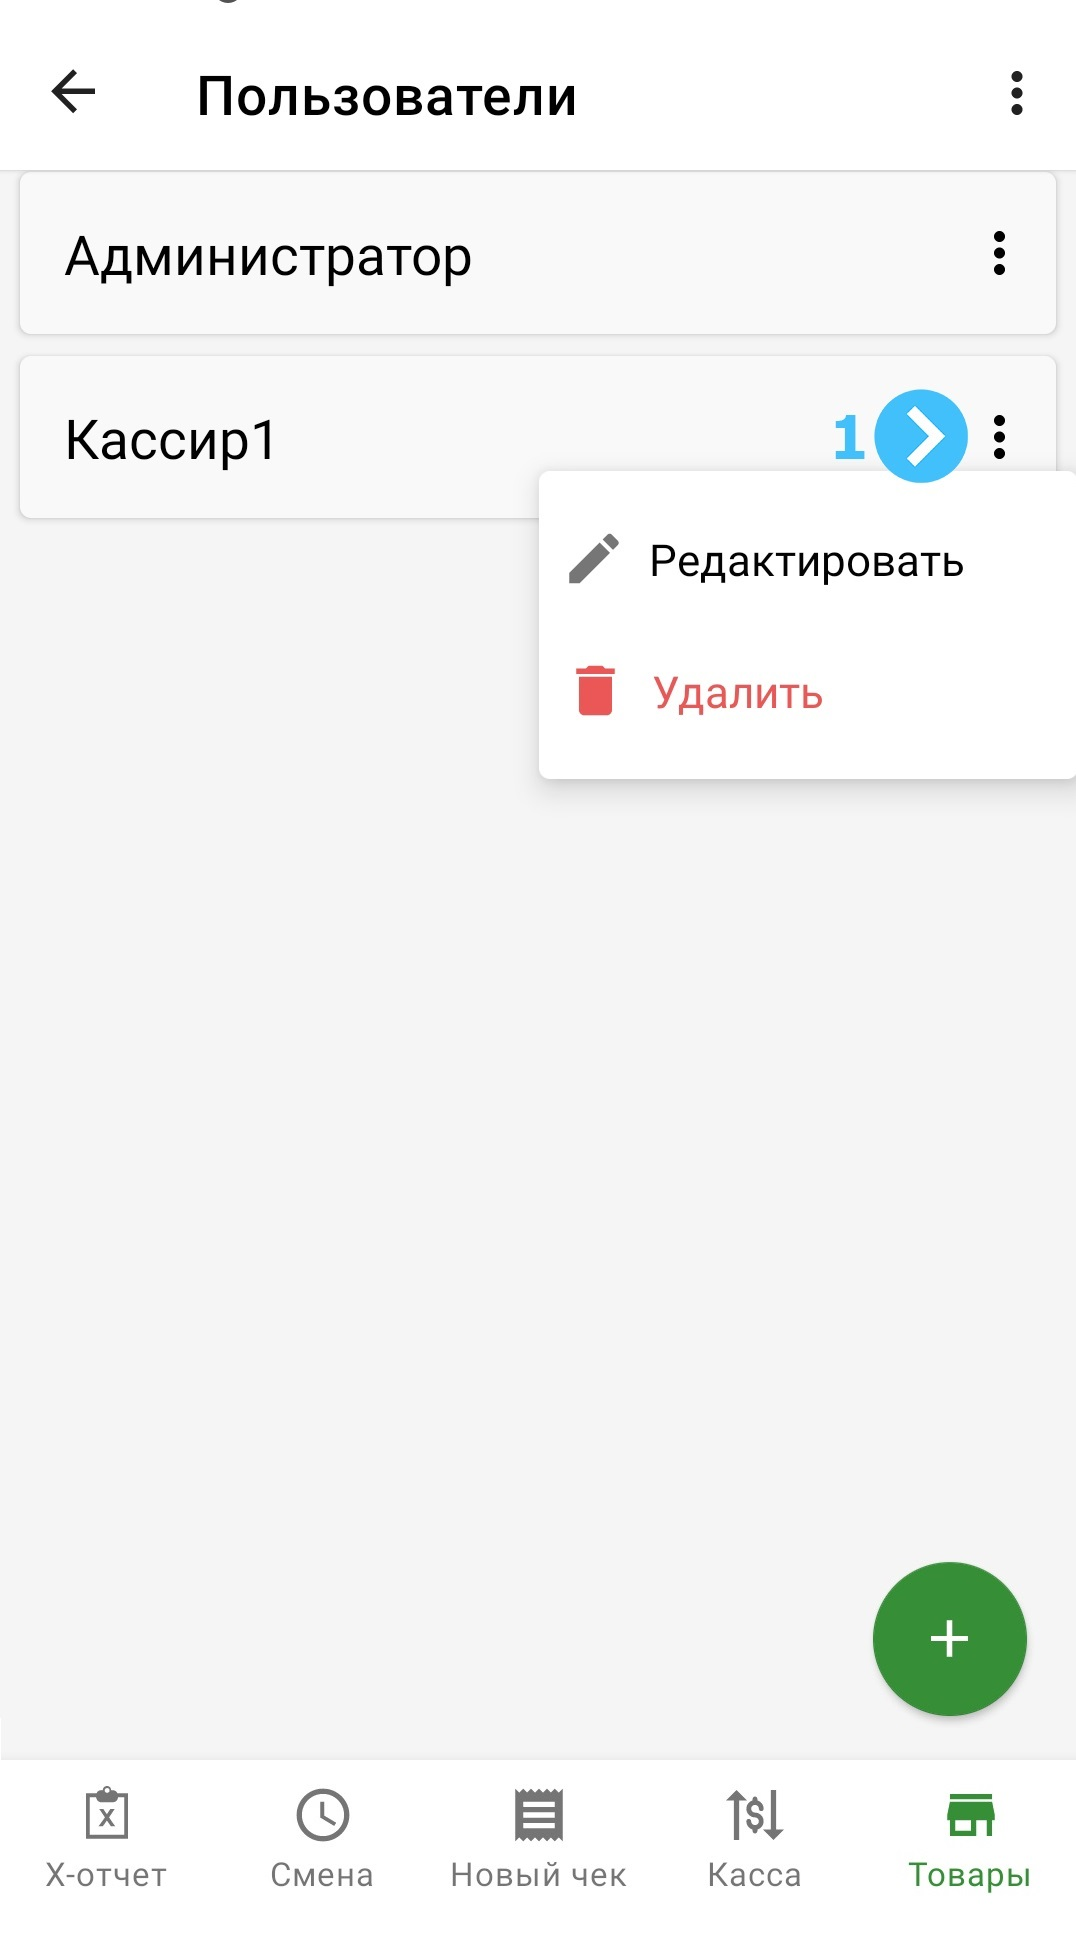 Пользователи
Администратор
Кассир1
1
Редактировать
Удалить
X-отчет
Смена
Новый чек
Касса
Товары